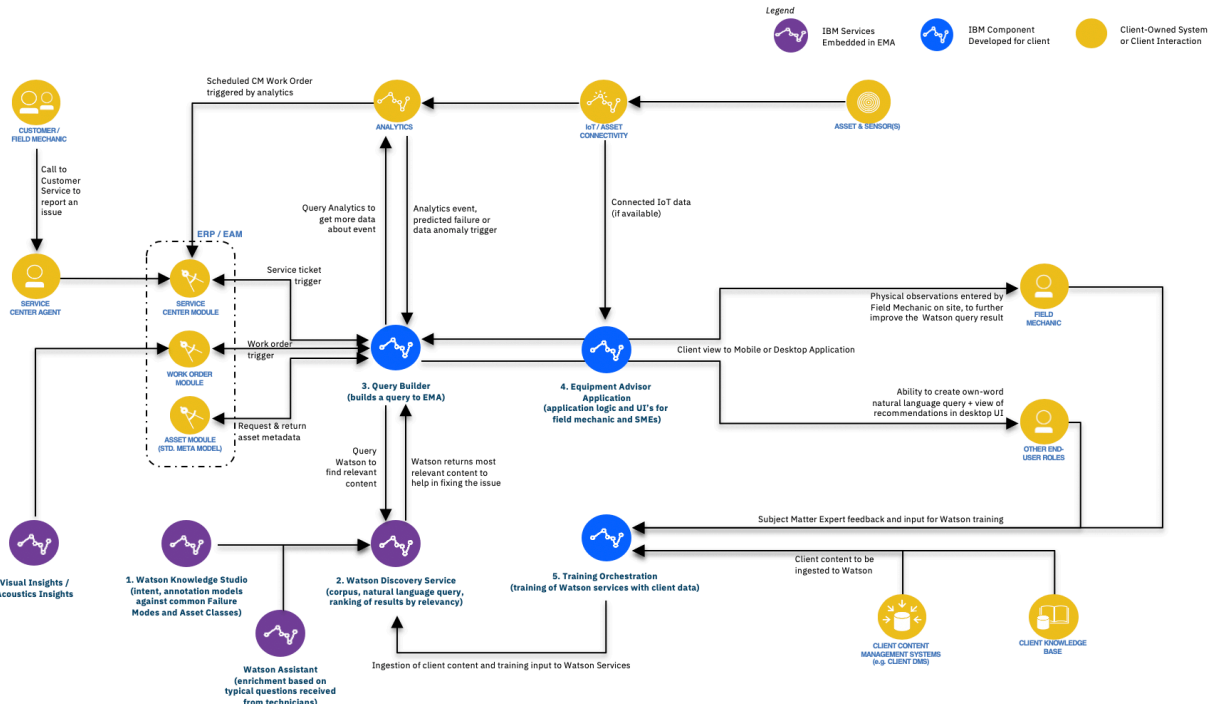 Legend
IBM Services
Embedded in EMA
IBM Component
Developed for client
Client-Owned System
or Client Interaction
Scheduled CM Work Order
triggered by analytics
CUSTOMER /
FIELD MECHANIC
ANALYTICS
IoT / ASSET
CONNECTIVITY
ASSET & SENSOR(S)
Call to
Customer
Service to
report an
issue
Query Analytics to
get more data
about event
Analytics event,
predicted failure or
data anomaly trigger
Connected IoT data
(if available)
ERP / EAM
Service ticket
trigger
SERVICE
CENTER AGENT
SERVICE
CENTER MODULE
Physical observations entered by
Field Mechanic on site, to further
improve the Watson query result
FIELD
MECHANIC
Work order
trigger
Client view to Mobile or Desktop Application
WORK ORDER
MODULE
3. Query Builder
(builds a query to EMA)
4. Equipment Advisor
Application
(application logic and UI's for
field mechanic and SMEs)
Ability to create own-word
natural language query + view of
recommendations in desktop UI
Request & return
asset metadata
ASSET MODULE
(STD. META MODEL)
OTHER END-
USER ROLES
Query
Watson to
find relevant
content
Watson returns most
relevant content to
help in fixing the issue
Subject Matter Expert feedback and input for Watson training
Client content to be
ingested to Watson
Visual Insights /
Acoustics Insights
1. Watson Knowledge Studio
(intent, annotation models
against common Failure
Modes and Asset Classes)
2. Watson Discovery Service
(corpus, natural language query,
ranking of results by relevancy)
5. Training Orchestration
(training of Watson services with client data)
CLIENT CONTENT
MANAGEMENT SYSTEMS
(e.g. CLIENT DMS)
CLIENT KNOWLEDGE
BASE
Ingestion of client content and training input to Watson Services
Watson Assistant
(enrichment based on
typical questions received
from technicians)